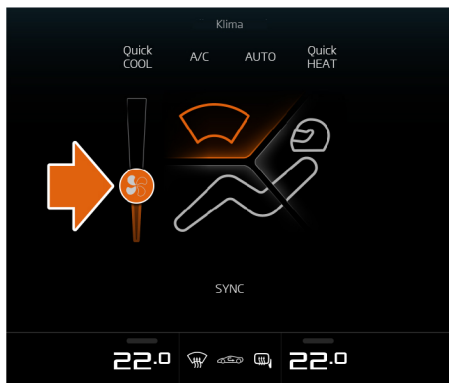 Klima
Quick
COOL
A/C
AUTO
Quick
HEAT
SYNC
22.0
22.0